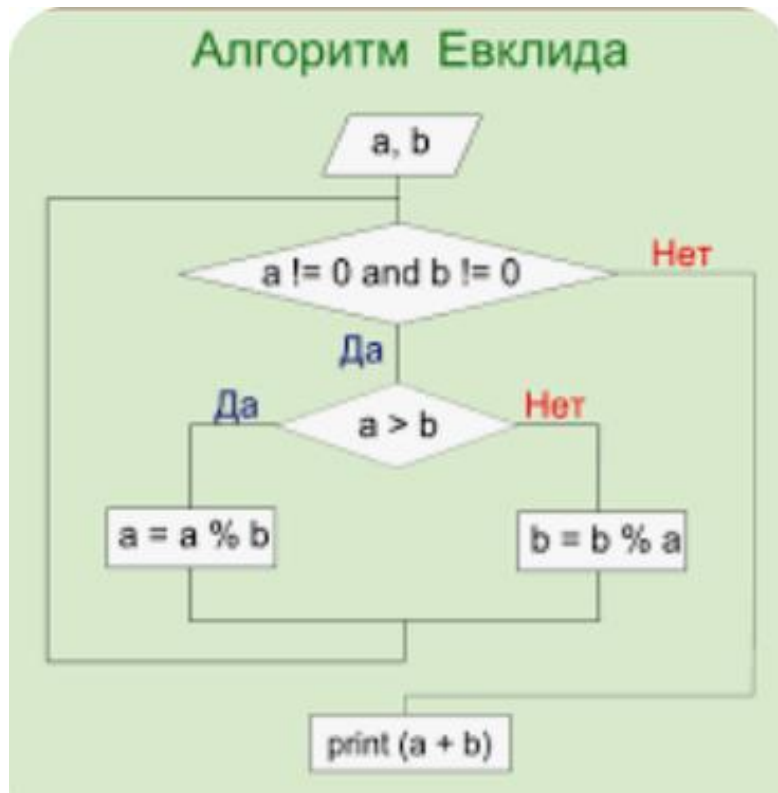 Алгоритм Евклида
a, b
a != 0 and b != 0
Нет
Да
Да
a > b
Нет
a = a % b
b = b % a
print (a + b)